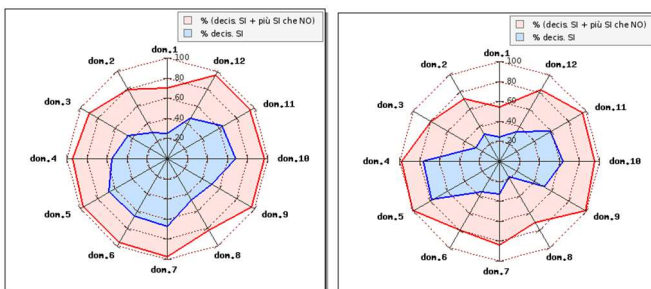 % (decis. SI + più SI che NO)
% decis. SI
dom.1
dom.2
dom.3
dom.4
dom.5
dom.6
dom.7
dom.8
dom.9
dom.10
dom.11
dom.12
100
80
60
40
20
% (decis. SI + più SI che NO)
% decis. SI
dom.1
dom.2
dom.3
dom.4
dom.5
dom.6
dom.7
dom.8
dom.9
dom.10
dom.11
dom.12
100
80
60
40
20